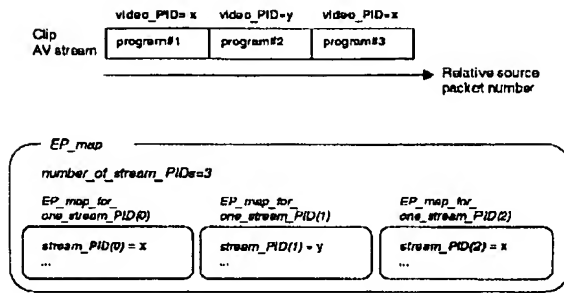 video_PID= x video_PID=y video_PID=x
Clip
AV stream
program#1 program#2 program#3
Relative source
packet number
EP_map
number_of_stream_PIDs=3
EP_map_for_
one_stream_PID(0)
EP_map_for_
one_stream_PID(1)
EP_map_for_
one_stream_PID(2)
stream_PID(0) = x
...
stream_PID(1) = y
...
stream_PID(2) = x
...